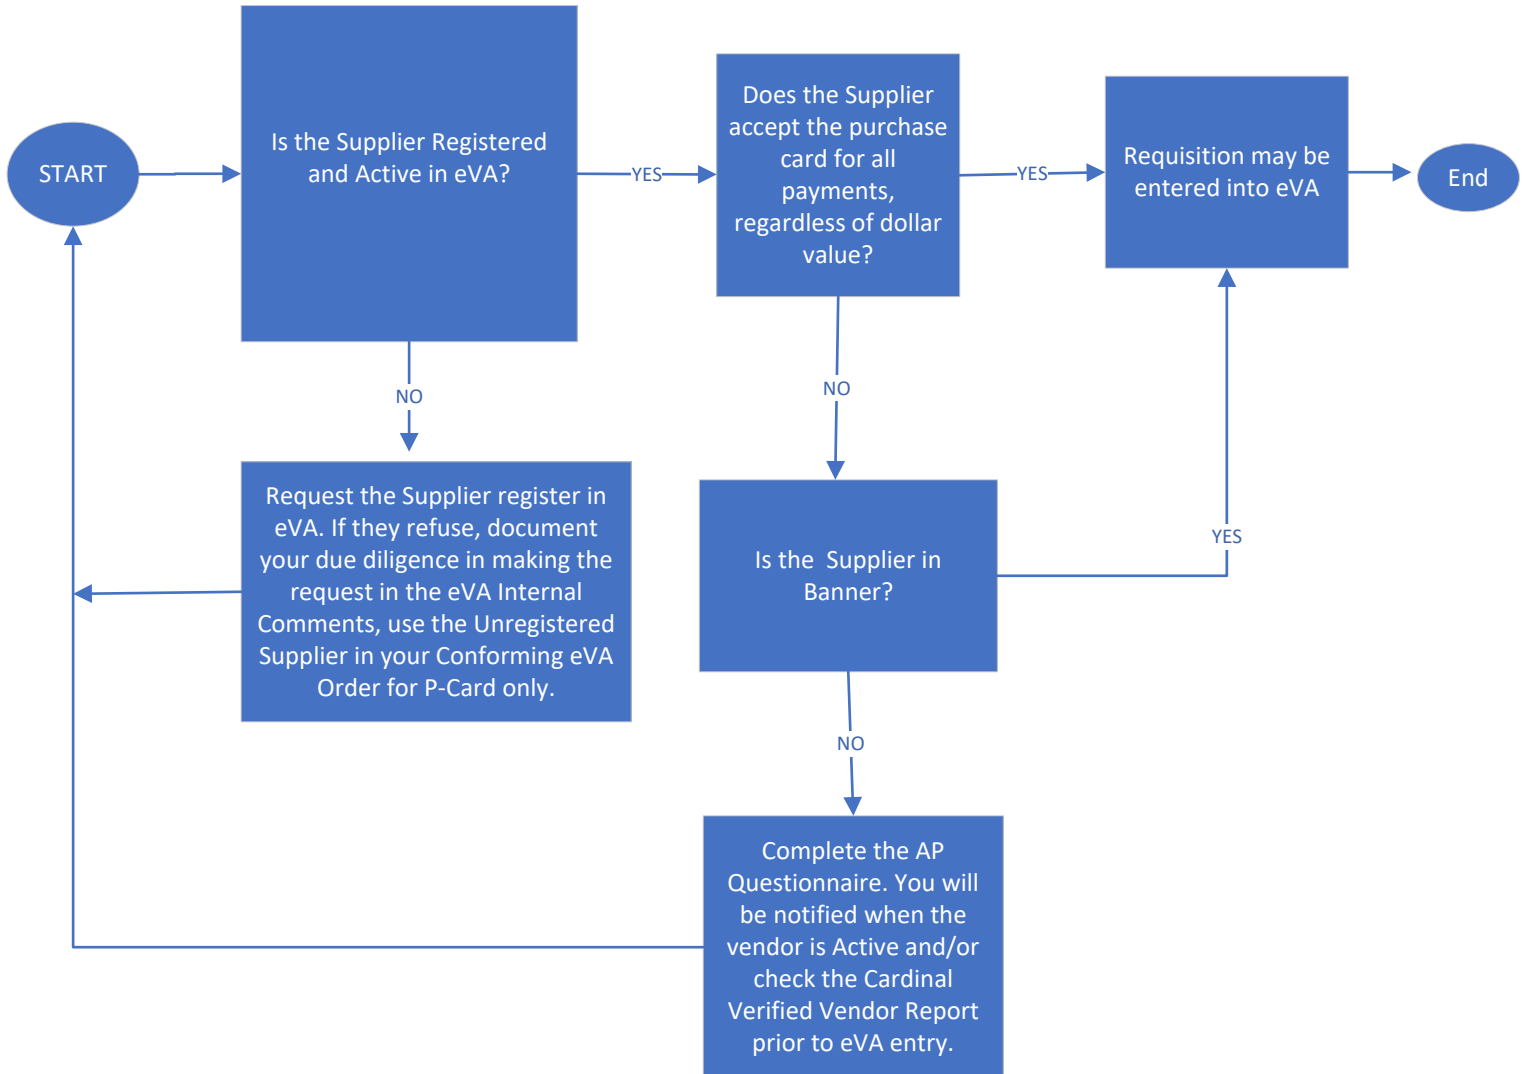 START
Is the Supplier Registered
and Active in eVA?
YES
Does the Supplier
accept the purchase
card for all
payments,
regardless of dollar
value?
YES
Requisition may be
entered into eVA
End
NO
NO
Request the Supplier register in
eVA. If they refuse, document
your due diligence in making the
request in the eVA Internal
Comments, use the Unregistered
Supplier in your Conforming eVA
Order for P-Card only.
Is the Supplier in
Banner?
YES
NO
Complete the AP
Questionnaire. You will
be notified when the
vendor is Active and/or
check the Cardinal
Verified Vendor Report
prior to eVA entry.